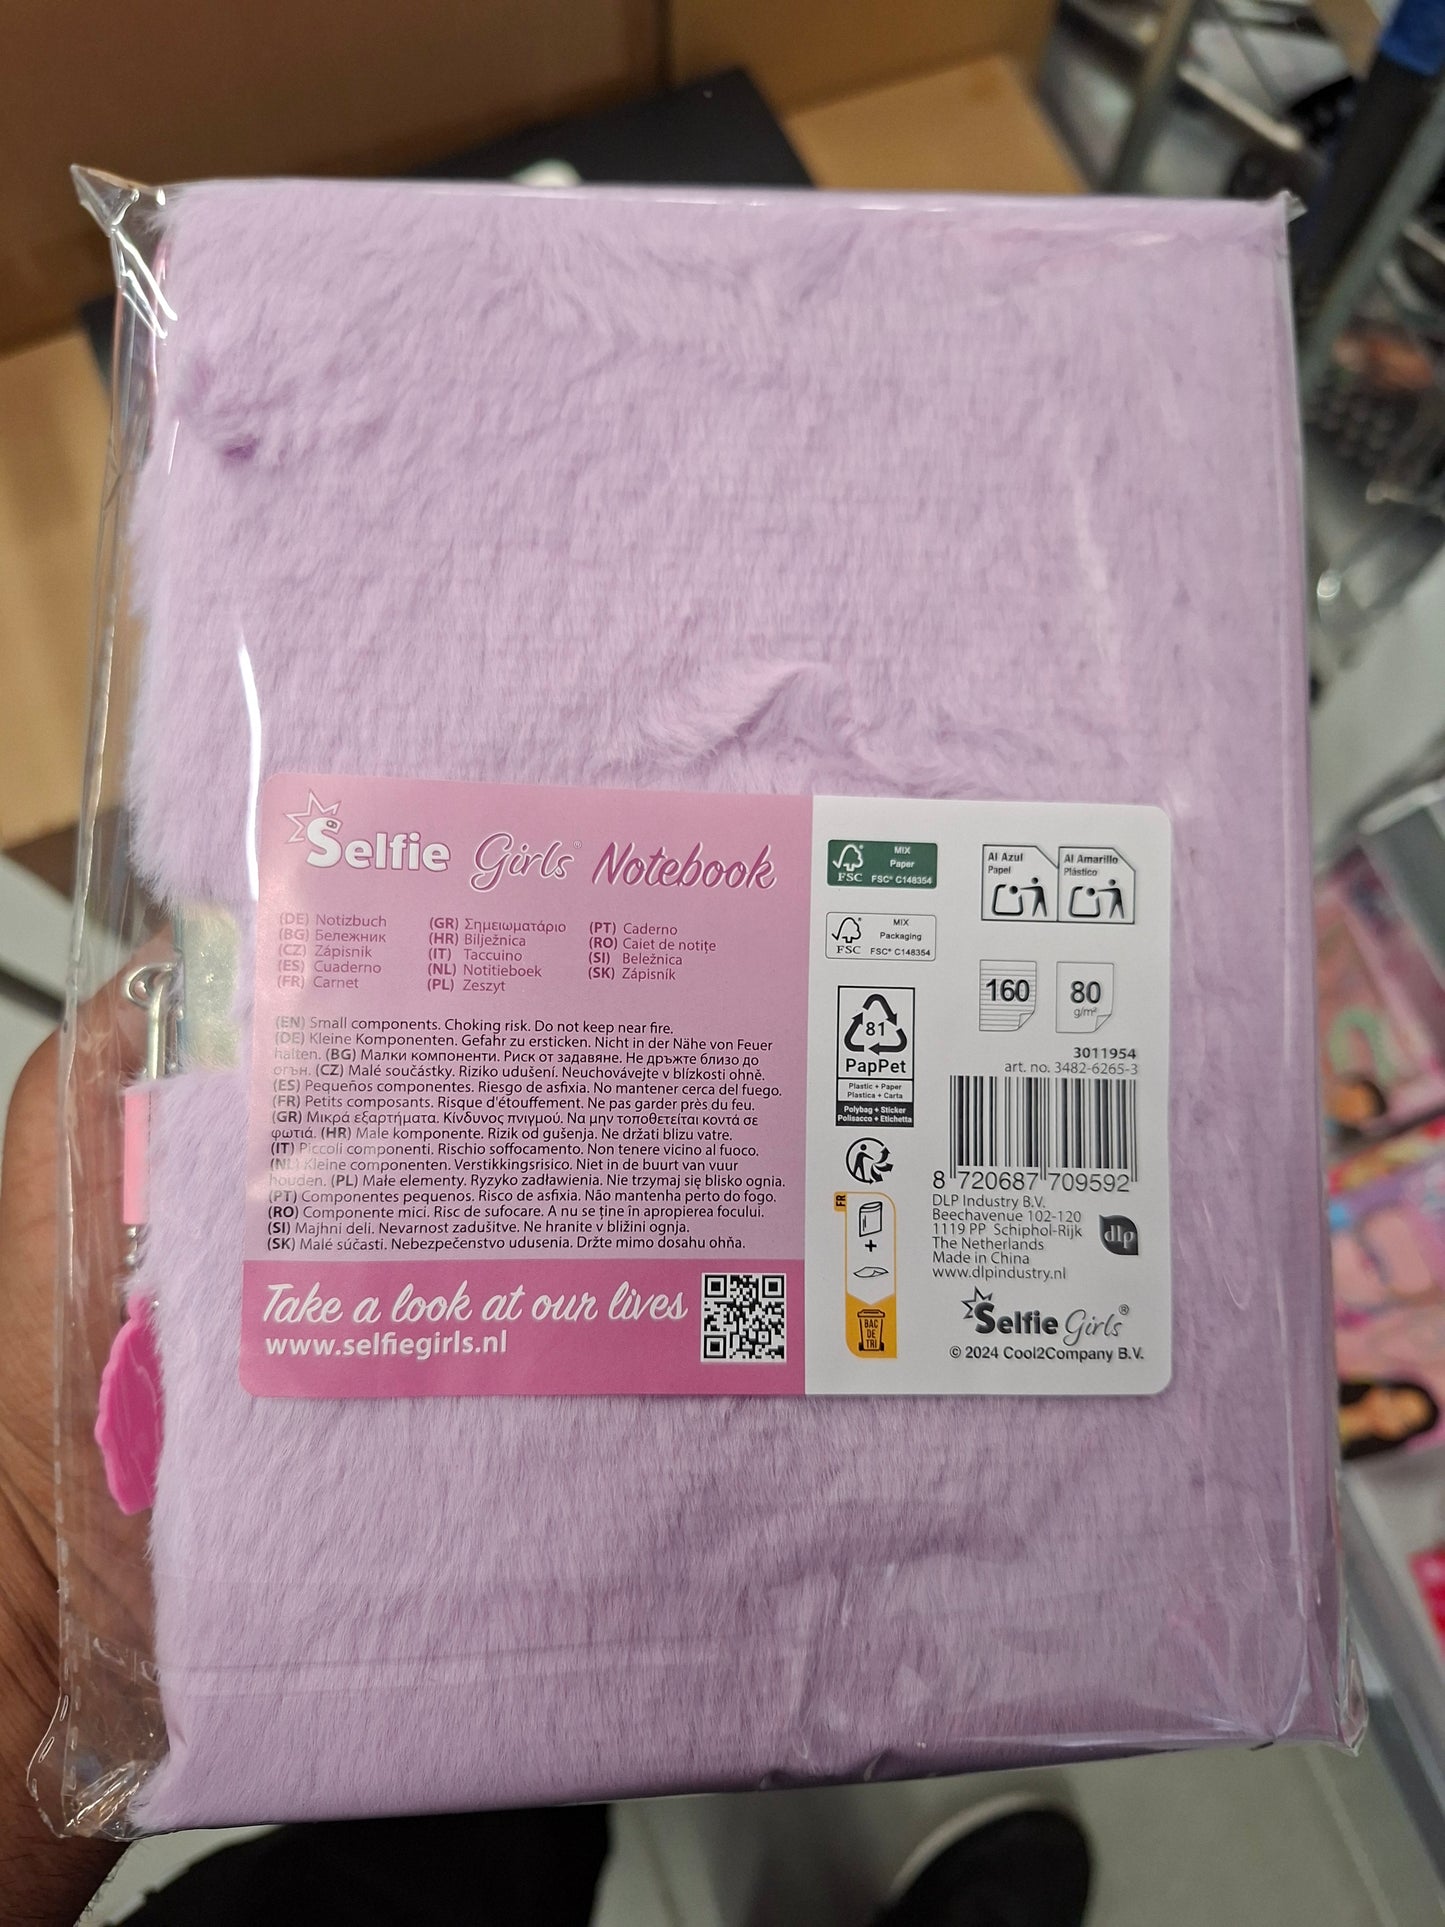 Selfie Girls® Notebook
(DE) Notizbuch
(BG) Бележник
(CZ) Zápisník
(ES) Cuaderno
(FR) Carnet
(GR) Σημειωματάριο
(HR) Bilježnica
(IT) Taccuino
(NL) Notitieboek
(PL) Zeszyt
(PT) Caderno
(RO) Caiet de notițe
(SI) Beležnica
(SK) Zápisník
(EN) Small components. Choking risk. Do not keep near fire.
(DE) Kleine Komponenten. Gefahr zu ersticken. Nicht in der Nähe von Feuer
halten. (BG) Малки компоненти. Риск от задавяне. Не дръжте близо до
огън. (CZ) Malé součástky. Riziko udušení. Neuchovávejte v blízkosti ohně.
(ES) Pequeños componentes. Riesgo de asfixia. No mantener cerca del fuego.
(FR) Petits composants. Risque d'étouffement. Ne pas garder près du feu.
(GR) Μικρά εξαρτήματα. Κίνδυνος πνιγμού. Να μην τοποθετείται κοντά σε
φωτιά. (HR) Male komponente. Rizik od gušenja. Ne držati blizu vatre.
(IT) Piccoli componenti. Rischio soffocamento. Non tenere vicino al fuoco.
(NL) Kleine componenten. Verstikkingsrisico. Niet in de buurt van vuur
houden. (PL) Małe elementy. Ryzyko zadławienia. Nie trzymaj się blisko ognia.
(PT) Componentes pequenos. Risco de asfixia. Não mantenha perto do fogo.
(RO) Componente mici. Risc de sufocare. A nu se ține în apropierea focului.
(SI) Majhni deli. Nevarnost zadušitve. Ne hranite v bližini ognja.
(SK) Malé súčasti. Nebezpečenstvo udusenia. Držte mimo dosahu ohňa.
Take a look at our lives
www.selfiegirls.nl
FSC
MIX
Paper
FSC® C148354
FSC
MIX
Packaging
FSC® C148354
Al Azul
Papel
Al Amarillo
Plástico
160
80
g/m²
81
PapPet
Plastic + Paper
Plastica + Carta
Polybag + Sticker
Polisacco + Etichetta
FR
+
BAC
DE
TRI
3011954
art. no. 3482-6265-3
8 720687 709592
DLP Industry B.V.
Beechavenue 102-120
1119 PP Schiphol-Rijk
The Netherlands
Made in China
www.dlpindustry.nl
dlp
Selfie Girls®
© 2024 Cool2Company B.V.